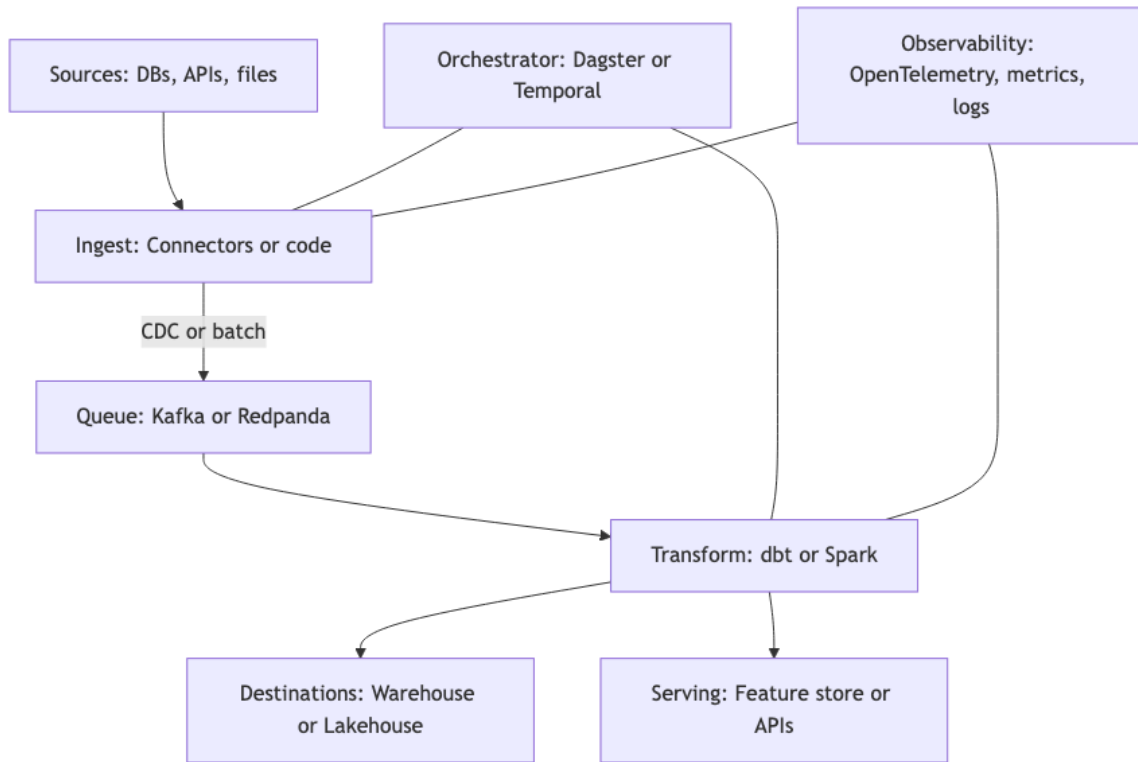 Sources: DBs, APIs, files
Orchestrator: Dagster or
Temporal
Observability:
OpenTelemetry, metrics,
logs
Ingest: Connectors or code
CDC or batch
Queue: Kafka or Redpanda
Transform: dbt or Spark
Destinations: Warehouse
or Lakehouse
Serving: Feature store or
APIs